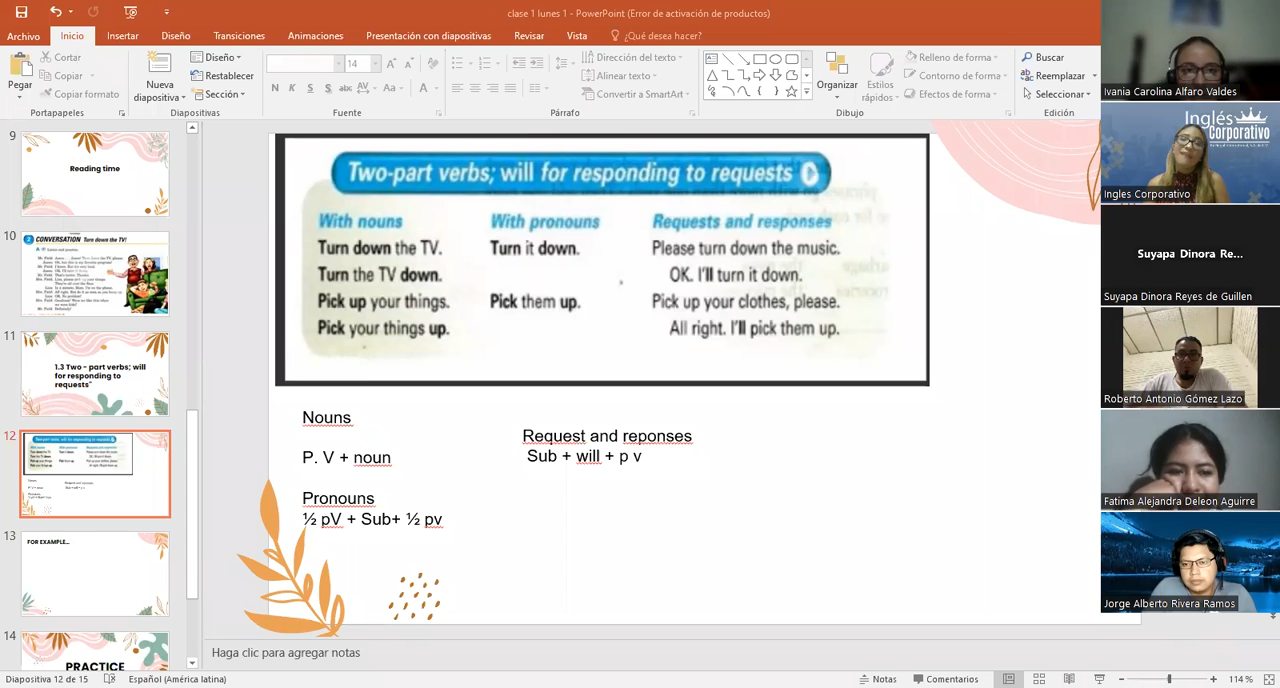 clase 1 lunes 1 - PowerPoint (Error de activación de productos)
Archivo Inicio Insertar Diseño Transiciones Animaciones Presentación con diapositivas Revisar Vista ¿Qué desea hacer?
Pegar
Cortar
Copiar
Copiar formato
Portapapeles
Nueva diapositiva
Diseño
Restablecer
Sección
Diapositivas
14
N K S S abc AV Aa A
Fuente
Párrafo
Dirección del texto
Alinear texto
Convertir a SmartArt
Organizar
Estilos rápidos
Relleno de forma
Contorno de forma
Efectos de forma
Dibujo
Buscar
Reemplazar
Seleccionar
Edición
9
Reading time
10
CONVERSATION Turn down the TV!
11
1.3 Two - part verbs; will
for responding to
requests"
12
13
FOR EXAMPLE...
14
PRACTICE
Two-part verbs; will for responding to requests
With nouns With pronouns Requests and responses
Turn down the TV. Turn it down. Please turn down the music.
Turn the TV down. OK. I'll turn it down.
Pick up your things. Pick them up. Pick up your clothes, please.
Pick your things up. All right. I'll pick them up.
Nouns
P. V + noun
Pronouns
½ pV + Sub+ ½ pv
Request and reponses
Sub + will + p v
Haga clic para agregar notas
Diapositiva 12 de 15 Español (América latina) Notas Comentarios 114 %
Ivania Carolina Alfaro Valdes
Inglés
Corporativo
Ingles Corporativo
Suyapa Dinora Re...
Suyapa Dinora Reyes de Guillen
Roberto Antonio Gómez Lazo
Fatima Alejandra Deleon Aguirre
Jorge Alberto Rivera Ramos